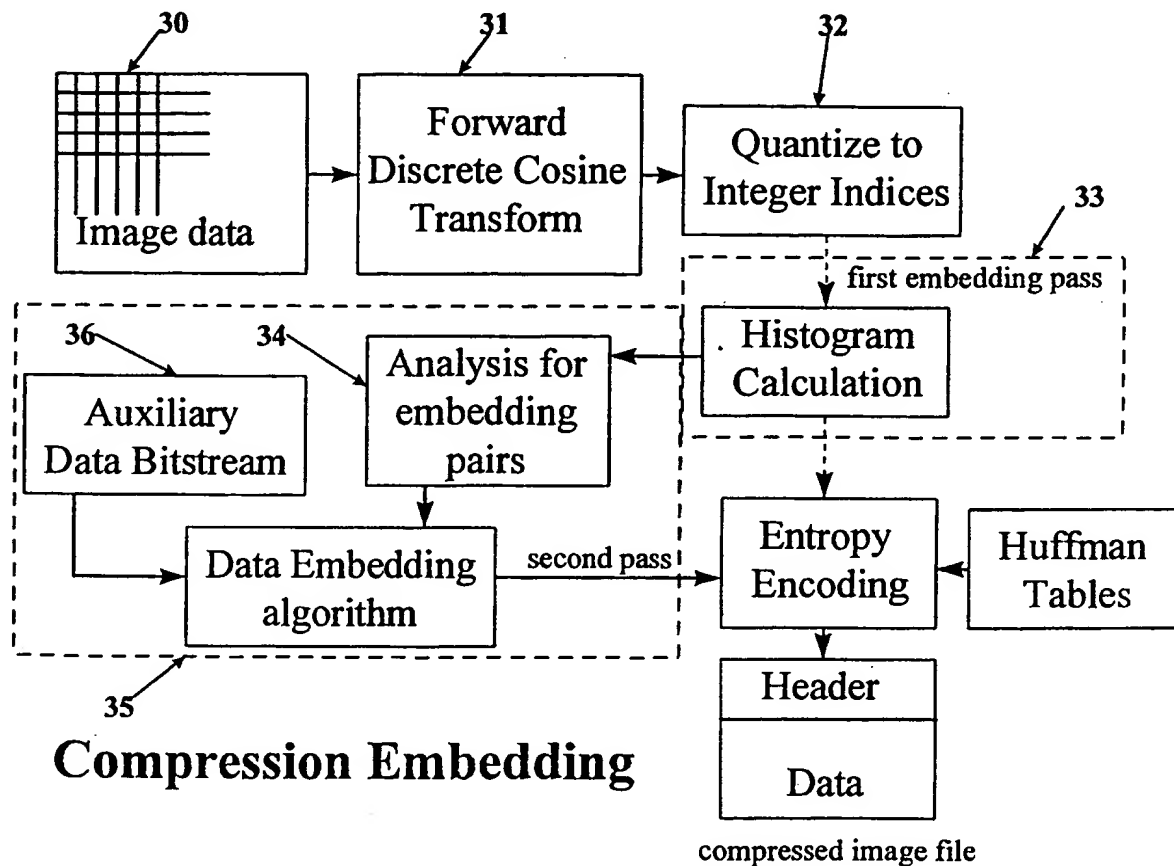 30
31
32
Image data
Forward
Discrete Cosine
Transform
Quantize to
Integer Indices
33
first embedding pass
Histogram
Calculation
34
Analysis for
embedding
pairs
36
Auxiliary
Data Bitstream
Data Embedding
algorithm
second pass
Entropy
Encoding
Huffman
Tables
35
Header
Data
Compression Embedding
compressed image file